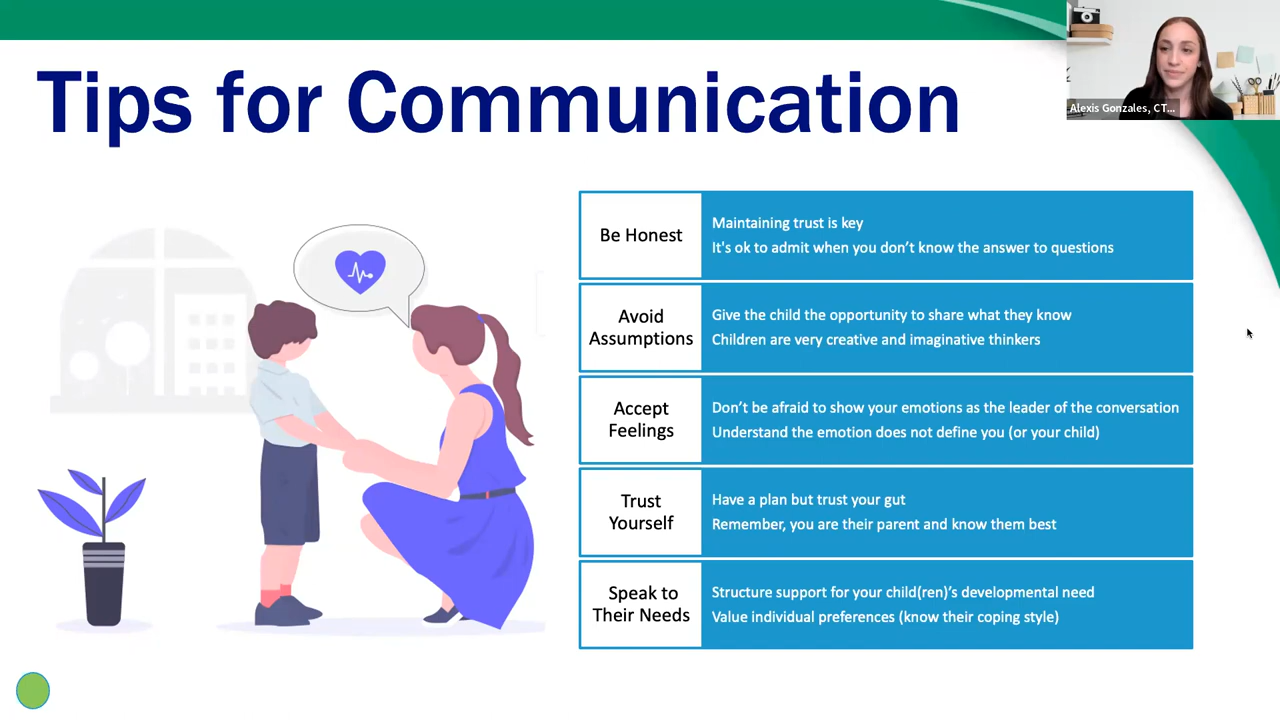 Tips for Communication
Alexis Gonzales, CT...
Be Honest
Maintaining trust is key
It's ok to admit when you don’t know the answer to questions
Avoid
Assumptions
Give the child the opportunity to share what they know
Children are very creative and imaginative thinkers
Accept
Feelings
Don’t be afraid to show your emotions as the leader of the conversation
Understand the emotion does not define you (or your child)
Trust
Yourself
Have a plan but trust your gut
Remember, you are their parent and know them best
Speak to
Their Needs
Structure support for your child(ren)’s developmental need
Value individual preferences (know their coping style)